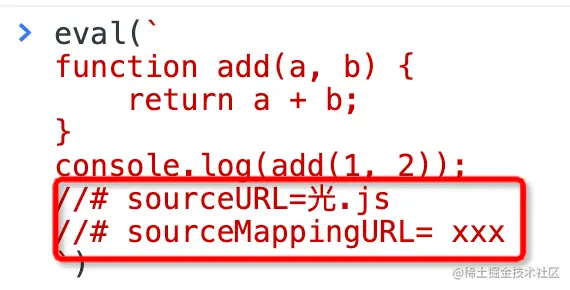 > eval(`
function add(a, b) {
    return a + b;
}
console.log(add(1, 2));
//# sourceURL=光.js
//# sourceMappingURL= xxx
`)
@稀土掘金技术社区